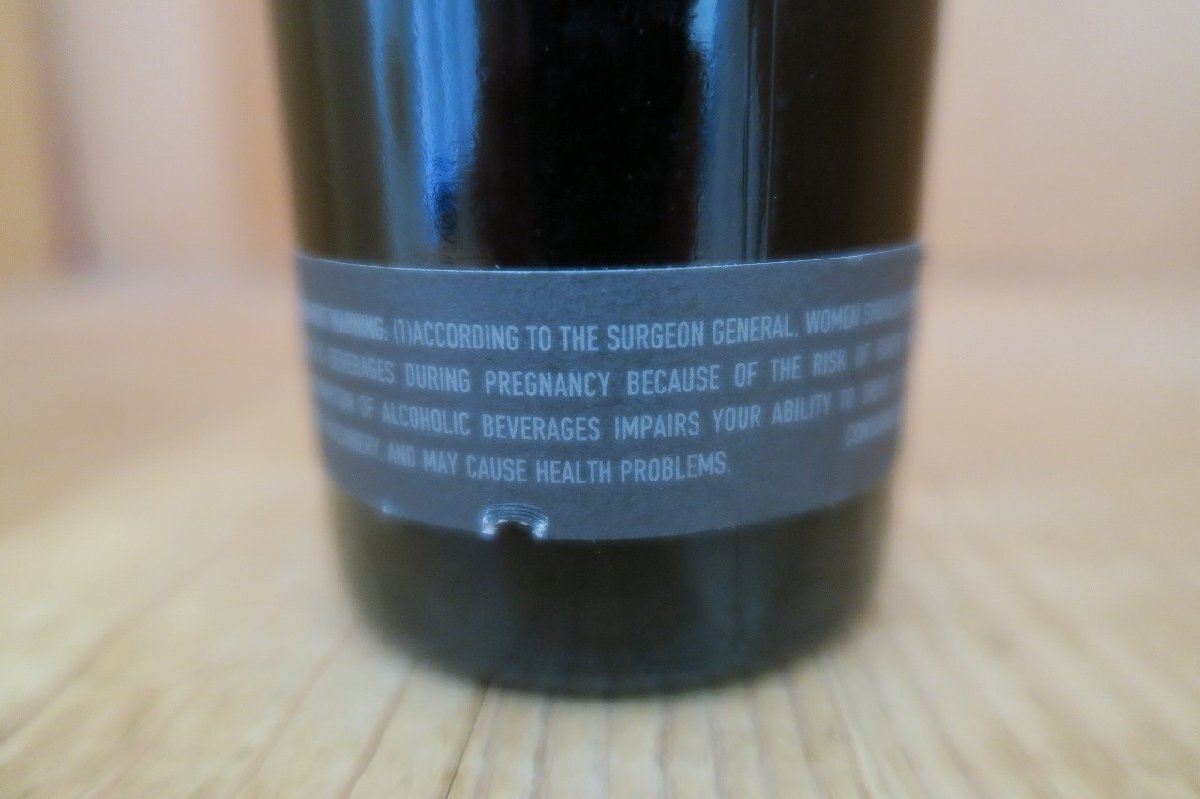 WARNING: (1)ACCORDING TO THE SURGEON GENERAL, WOMEN
BEVERAGES DURING PREGNANCY BECAUSE OF THE RISK OF
OF ALCOHOLIC BEVERAGES IMPAIRS YOUR ABILITY TO
AND MAY CAUSE HEALTH PROBLEMS.